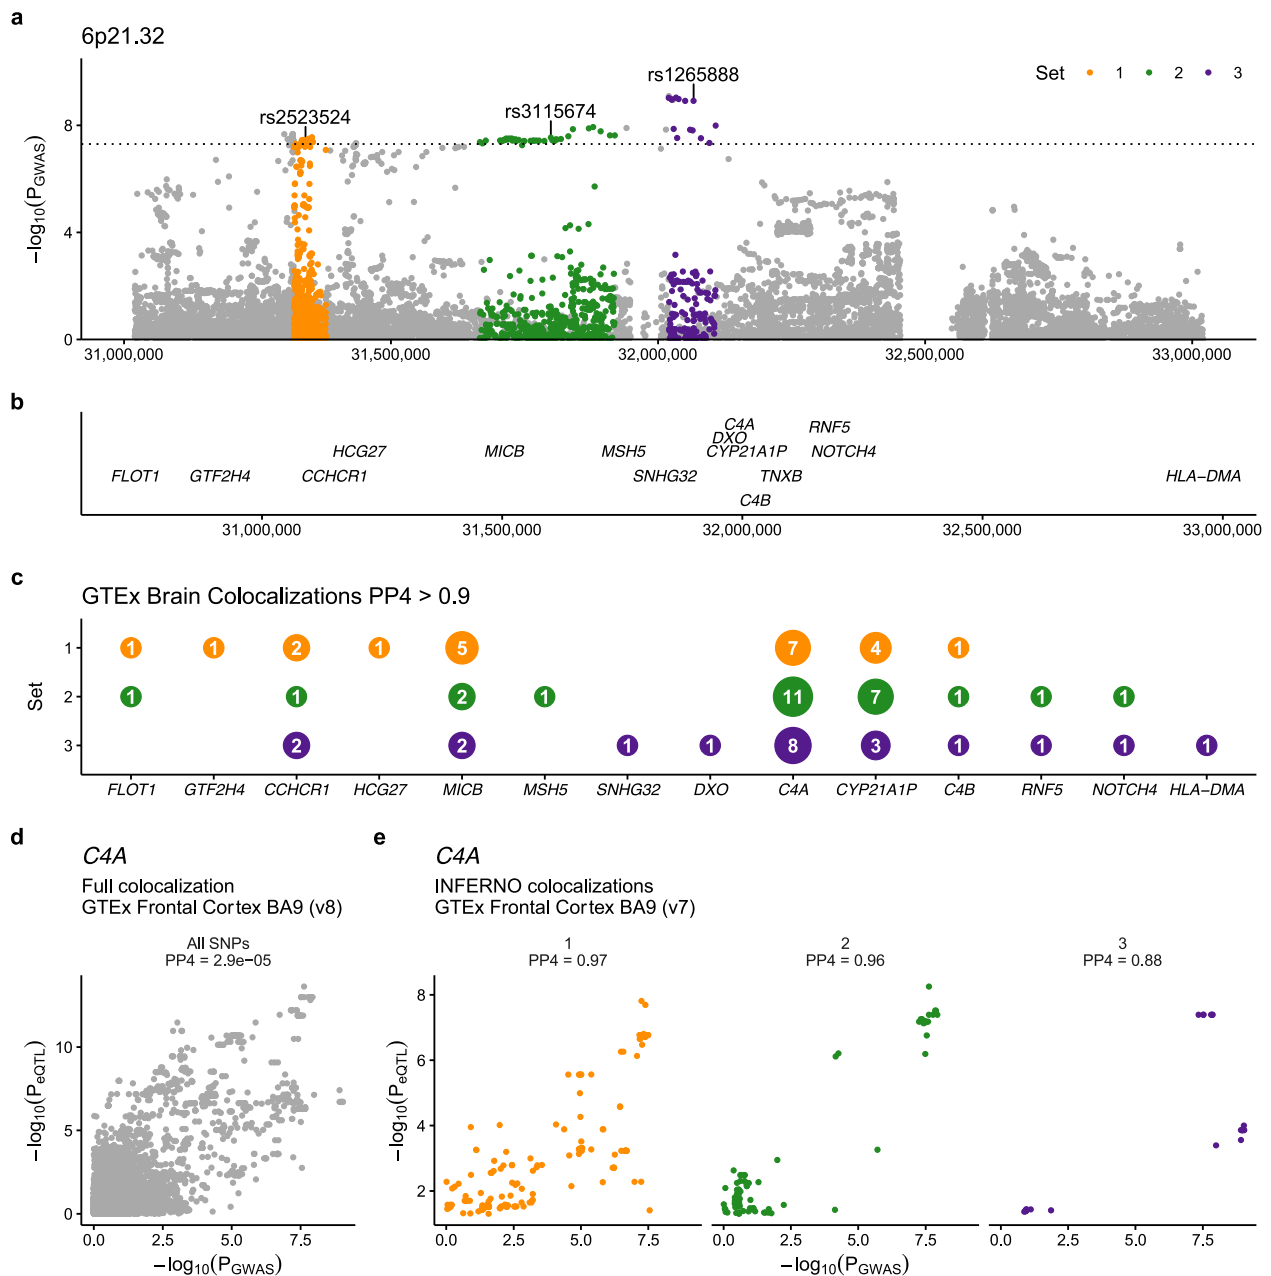 a
6p21.32
rs1265888
Set 1 2 3
rs2523524
rs3115674
8
4
0
−log10(PGWAS)
31,000,000 31,500,000 32,000,000 32,500,000 33,000,000
b
C4A RNF5
DXO
HCG27 MICB MSH5 CYP21A1P NOTCH4
FLOT1 GTF2H4 CCHCR1 SNHG32 TNXB HLA−DMA
C4B
31,000,000 31,500,000 32,000,000 32,500,000 33,000,000
c
GTEx Brain Colocalizations PP4 > 0.9
Set
1 1 1 2 1 5 7 4 1
2 1 1 2 1 11 7 1 1 1
3 2 2 1 1 8 3 1 1 1 1
FLOT1 GTF2H4 CCHCR1 HCG27 MICB MSH5 SNHG32 DXO C4A CYP21A1P C4B RNF5 NOTCH4 HLA−DMA
d
C4A
Full colocalization
GTEx Frontal Cortex BA9 (v8)
All SNPs
PP4 = 2.9e−05
−log10(PeQTL)
10
5
0
0.0 2.5 5.0 7.5
−log10(PGWAS)
e
C4A
INFERNO colocalizations
GTEx Frontal Cortex BA9 (v7)
1 2 3
PP4 = 0.97 PP4 = 0.96 PP4 = 0.88
−log10(PeQTL)
8
6
4
2
0.0 2.5 5.0 7.5 0.0 2.5 5.0 7.5 0.0 2.5 5.0 7.5
−log10(PGWAS)